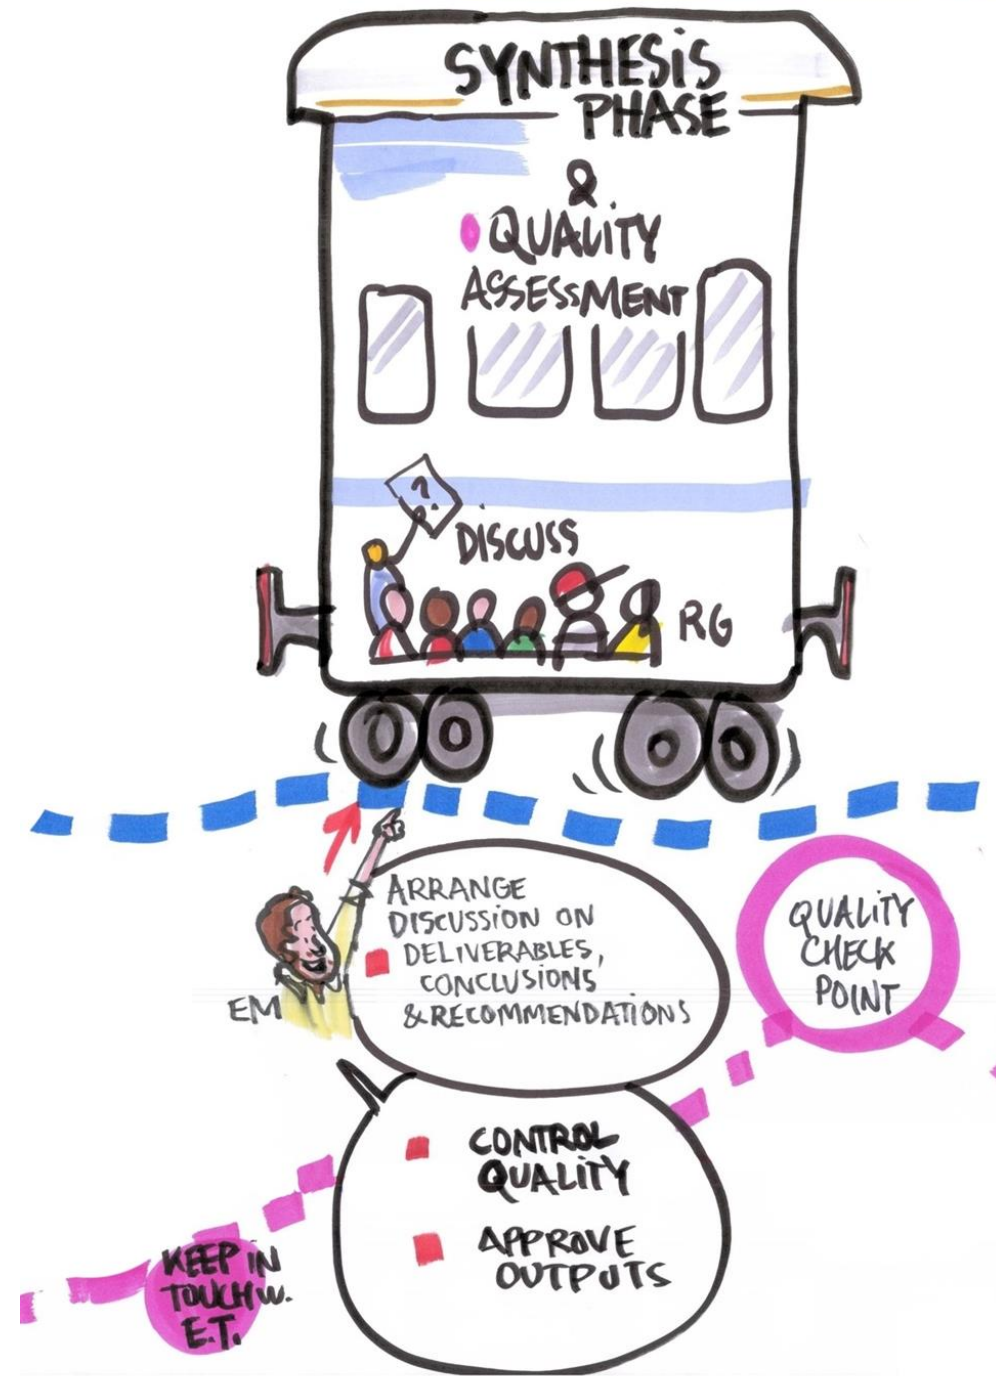 SYNTHESIS
PHASE
&
QUALITY
ASSESSMENT
?
DISCUSS
RG
ARRANGE
DISCUSSION ON
DELIVERABLES,
CONCLUSIONS
& RECOMMENDATIONS
EM
QUALITY
CHECK
POINT
CONTROL
QUALITY
APPROVE
OUTPUTS
KEEP IN
TOUCH W.
E.T.